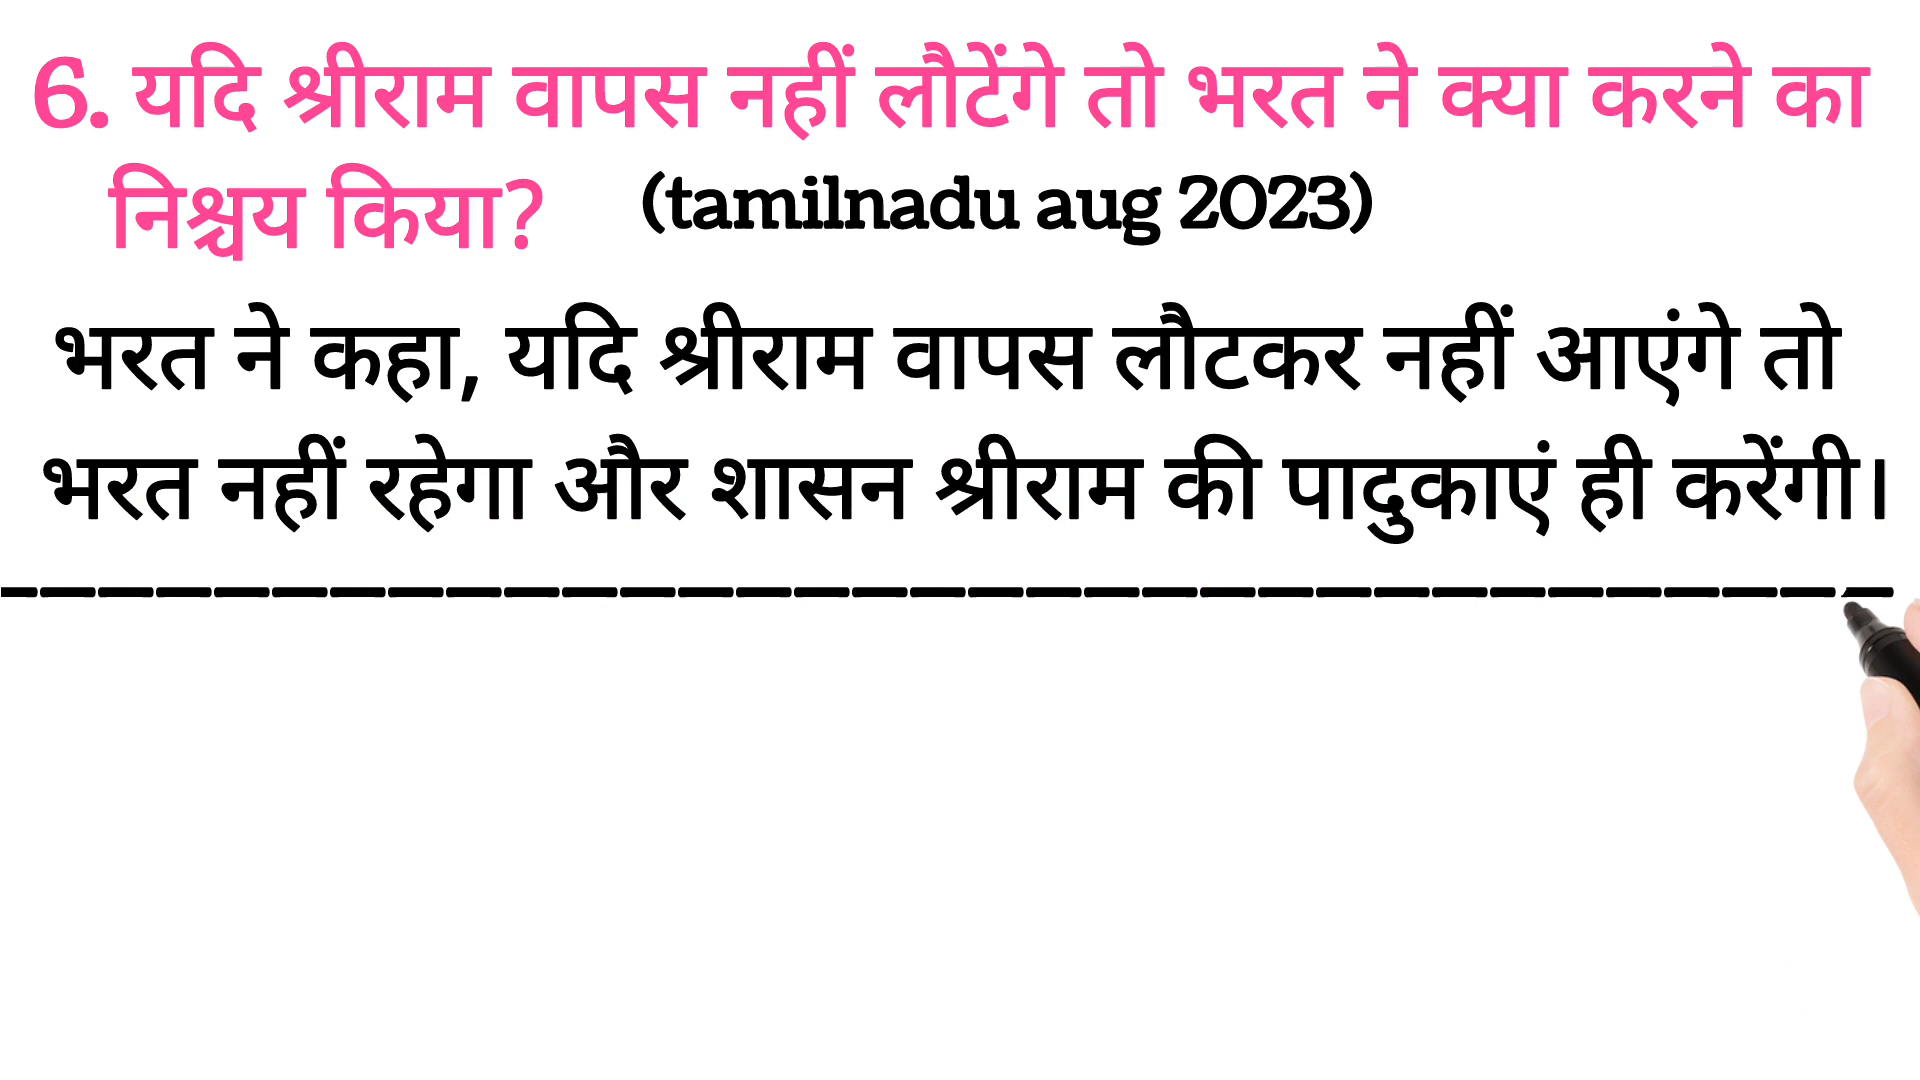 6. यदि श्रीराम वापस नहीं लौटेंगे तो भरत ने क्या करने का
निश्चय किया? (tamilnadu aug 2023)
भरत ने कहा, यदि श्रीराम वापस लौटकर नहीं आएंगे तो
भरत नहीं रहेगा और शासन श्रीराम की पादुकाएं ही करेंगी।
---------------------------------